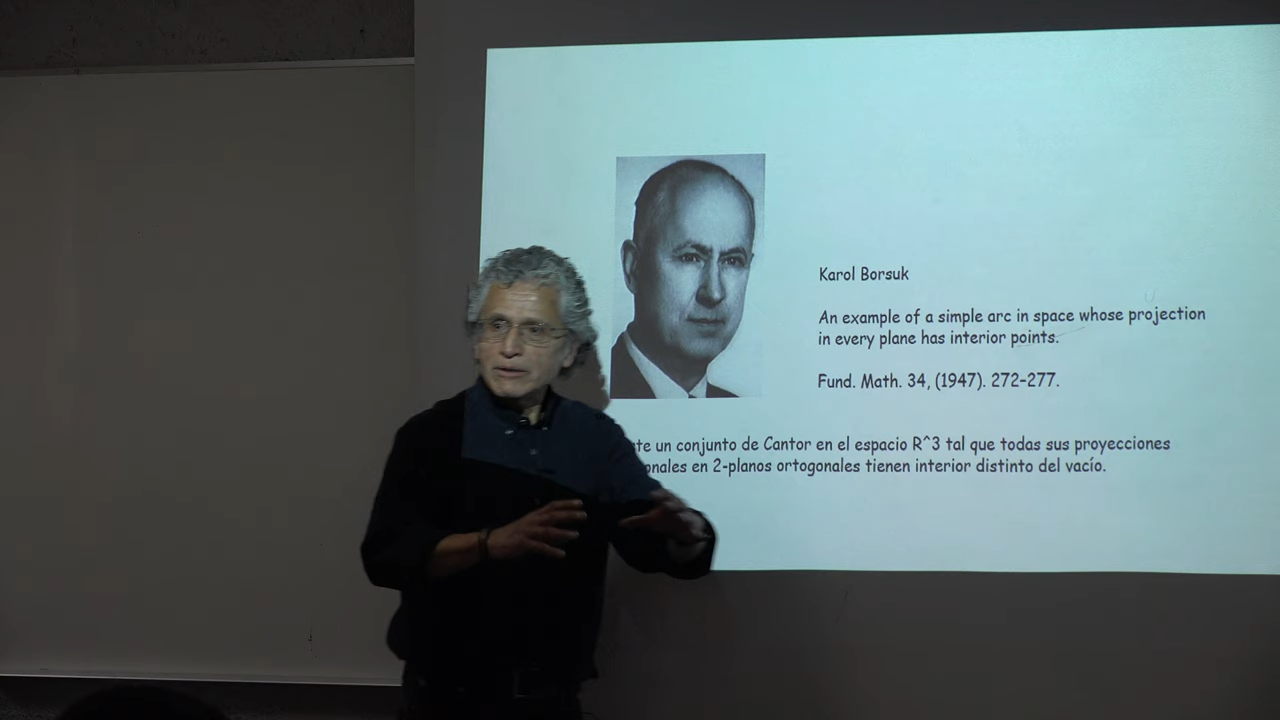 Karol Borsuk
An example of a simple arc in space whose projection
in every plane has interior points.
Fund. Math. 34, (1947). 272-277.
un conjunto de Cantor en el espacio R^3 tal que todas sus proyecciones
en 2-planos ortogonales tienen interior distinto del vacío.